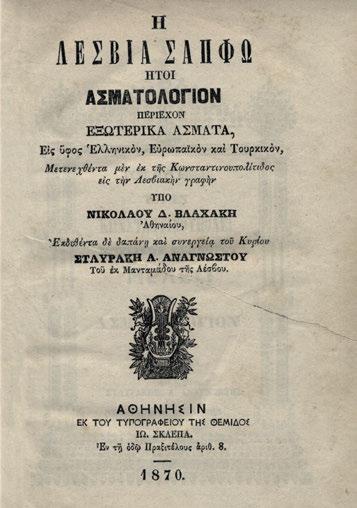 Η
ΛΕΣΒΙΑ ΣΑΠΦΩ
ΗΤΟΙ
ΑΣΜΑΤΟΛΟΓΙΟΝ
ΠΕΡΙΕΧΟΝ
ΕΞΩΤΕΡΙΚΑ ΑΣΜΑΤΑ,
Εἰς ὕφος Ἑλληνικὸν, Εὐρωπαϊκὸν καὶ Τουρκικὸν,
Μετενεχθέντα μὲν ἐκ τῆς Κωνσταντινουπολίτιδος
εἰς τὴν Λεσβιακὴν γραφὴν
ΥΠΟ
ΝΙΚΟΛΑΟΥ Δ. ΒΛΑΧΑΚΗ
Ἀθηναίου,
Ἐκδοθέντα δὲ δαπάνῃ καὶ συνεργείᾳ τοῦ Κυρίου
ΣΤΑΥΡΑΚΗ Α. ΑΝΑΓΝΩΣΤΟΥ
Τοῦ ἐκ Μανταμάδου τῆς Λέσβου.
ΑΘΗΝΗΣΙΝ
ΕΚ ΤΟΥ ΤΥΠΟΓΡΑΦΕΙΟΥ ΤΗΣ ΘΕΜΙΔΟΣ
ΙΩ. ΣΚΛΕΠΑ.
Ἐν τῇ ὁδῷ Πραξιτέλους ἀριθ. 8.
1870.